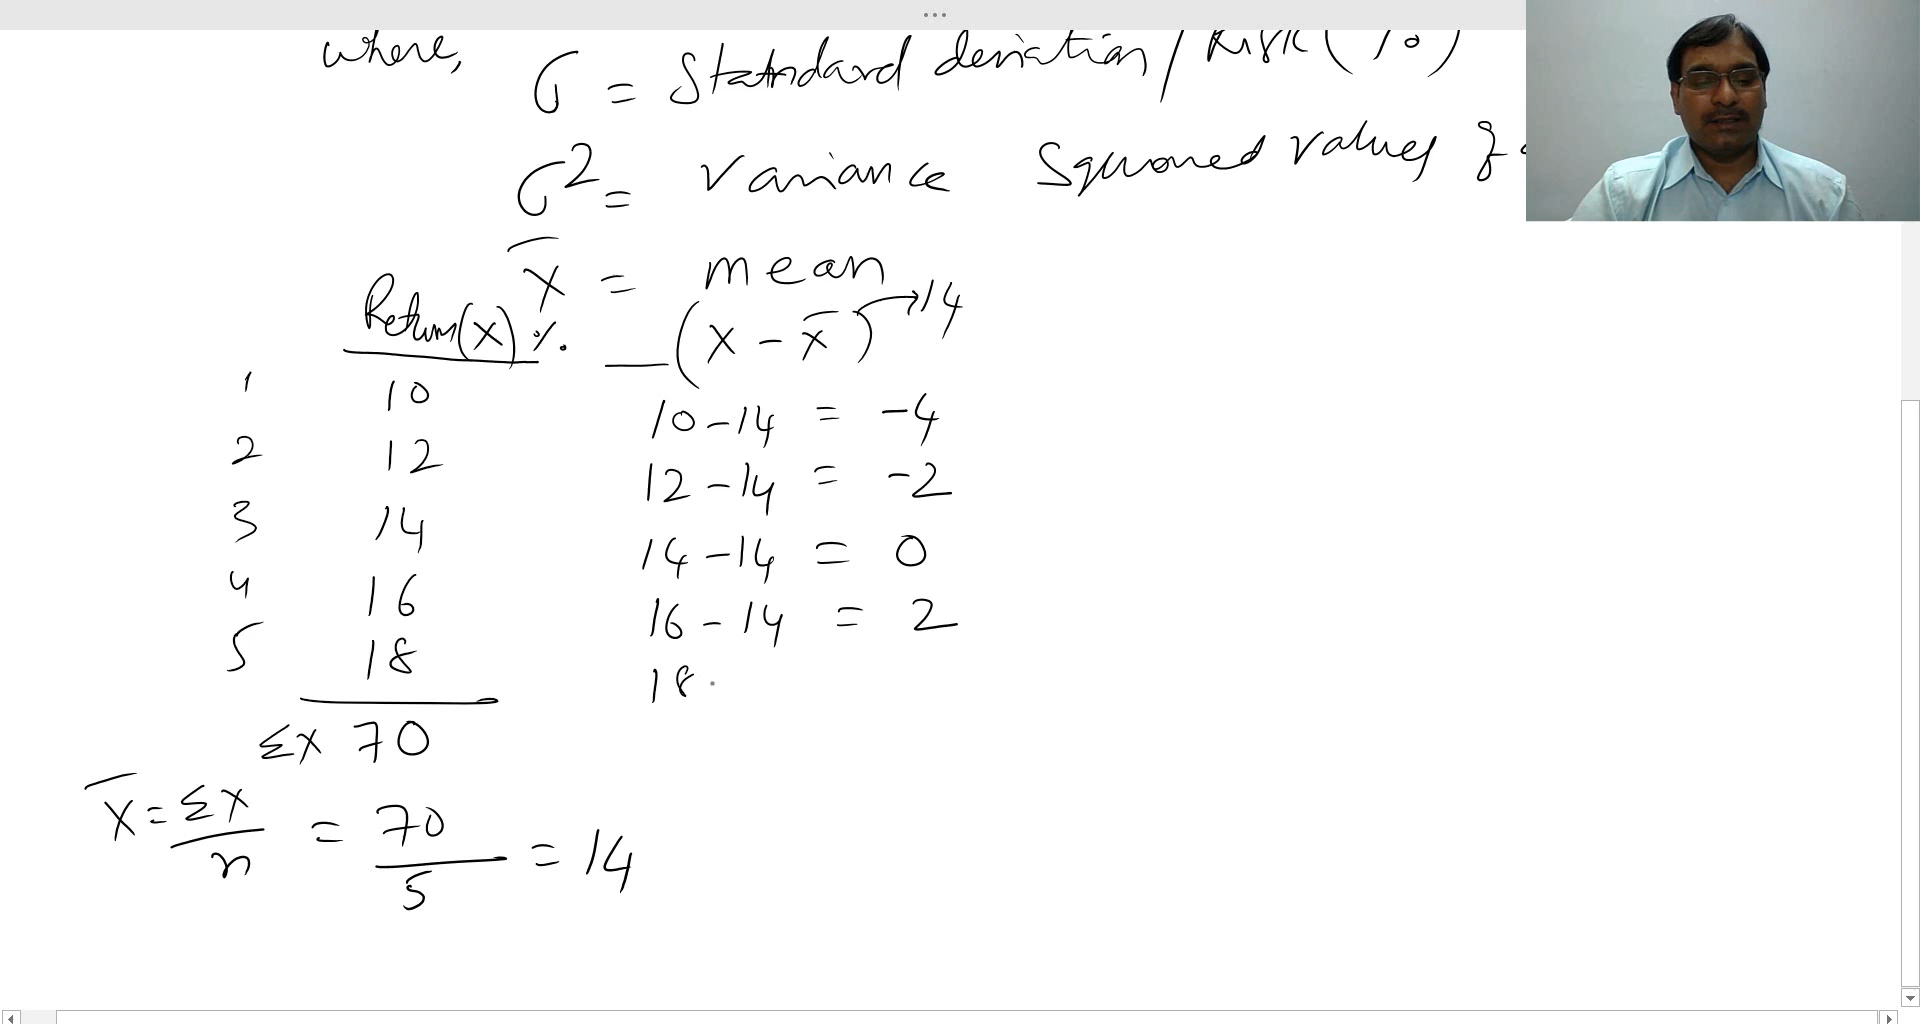 where,
σ = Standard deviation / Risk (%)
σ² = variance Squared values of
x̄ = mean
Return(x) % (x - x̄) → 14
1 10 10 - 14 = -4
2 12 12 - 14 = -2
3 14 14 - 14 = 0
4 16 16 - 14 = 2
5 18 18
Σx 70
x̄ = Σx / n = 70 / 5 = 14